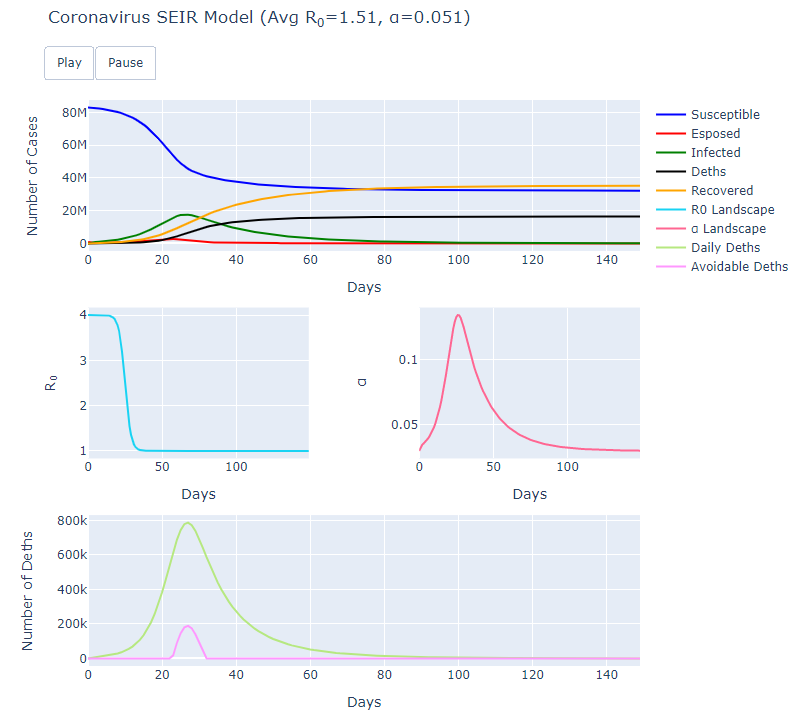 Coronavirus SEIR Model (Avg R0=1.51, α=0.051)
Play Pause
Number of Cases
80M
60M
40M
20M
0
0 20 40 60 80 100 120 140
Days
Susceptible
Esposed
Infected
Deths
Recovered
R0 Landscape
α Landscape
Daily Deths
Avoidable Deths
R0
4
3
2
1
0 50 100
Days
α
0.1
0.05
0 50 100
Days
Number of Deths
800k
600k
400k
200k
0
0 20 40 60 80 100 120 140
Days